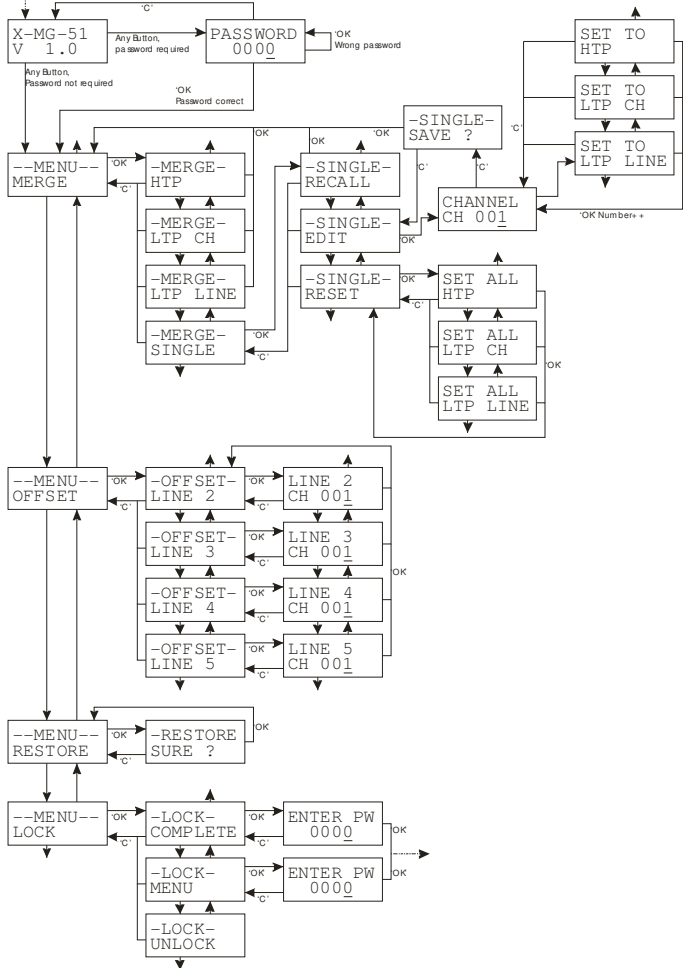 'C'
X-MG-51
V 1.0
Any Button,
password required
PASSWORD
0000
'OK'
Wrong password
Any Button,
Password not required
'OK'
Password correct
SET TO
HTP
SET TO
LTP CH
SET TO
LTP LINE
'C'
'OK' Number++
-SINGLE-
SAVE ?
'OK'
'OK'
'OK'
'C'
'C'
--MENU--
MERGE
'OK'
'C'
-MERGE-
HTP
-MERGE-
LTP CH
-MERGE-
LTP LINE
-MERGE-
SINGLE
'OK'
'C'
-SINGLE-
RECALL
-SINGLE-
EDIT
'OK'
-SINGLE-
RESET
'OK'
'C'
CHANNEL
CH 001
SET ALL
HTP
SET ALL
LTP CH
SET ALL
LTP LINE
'OK'
--MENU--
OFFSET
'OK'
'C'
-OFFSET-
LINE 2
'OK'
'C'
LINE 2
CH 001
-OFFSET-
LINE 3
'OK'
'C'
LINE 3
CH 001
'OK'
-OFFSET-
LINE 4
'OK'
'C'
LINE 4
CH 001
-OFFSET-
LINE 5
'OK'
'C'
LINE 5
CH 001
--MENU--
RESTORE
'OK'
'C'
-RESTORE
SURE ?
'OK'
--MENU--
LOCK
'OK'
'C'
-LOCK-
COMPLETE
'OK'
'C'
ENTER PW
0000
'OK'
-LOCK-
MENU
'OK'
'C'
ENTER PW
0000
'OK'
-LOCK-
UNLOCK